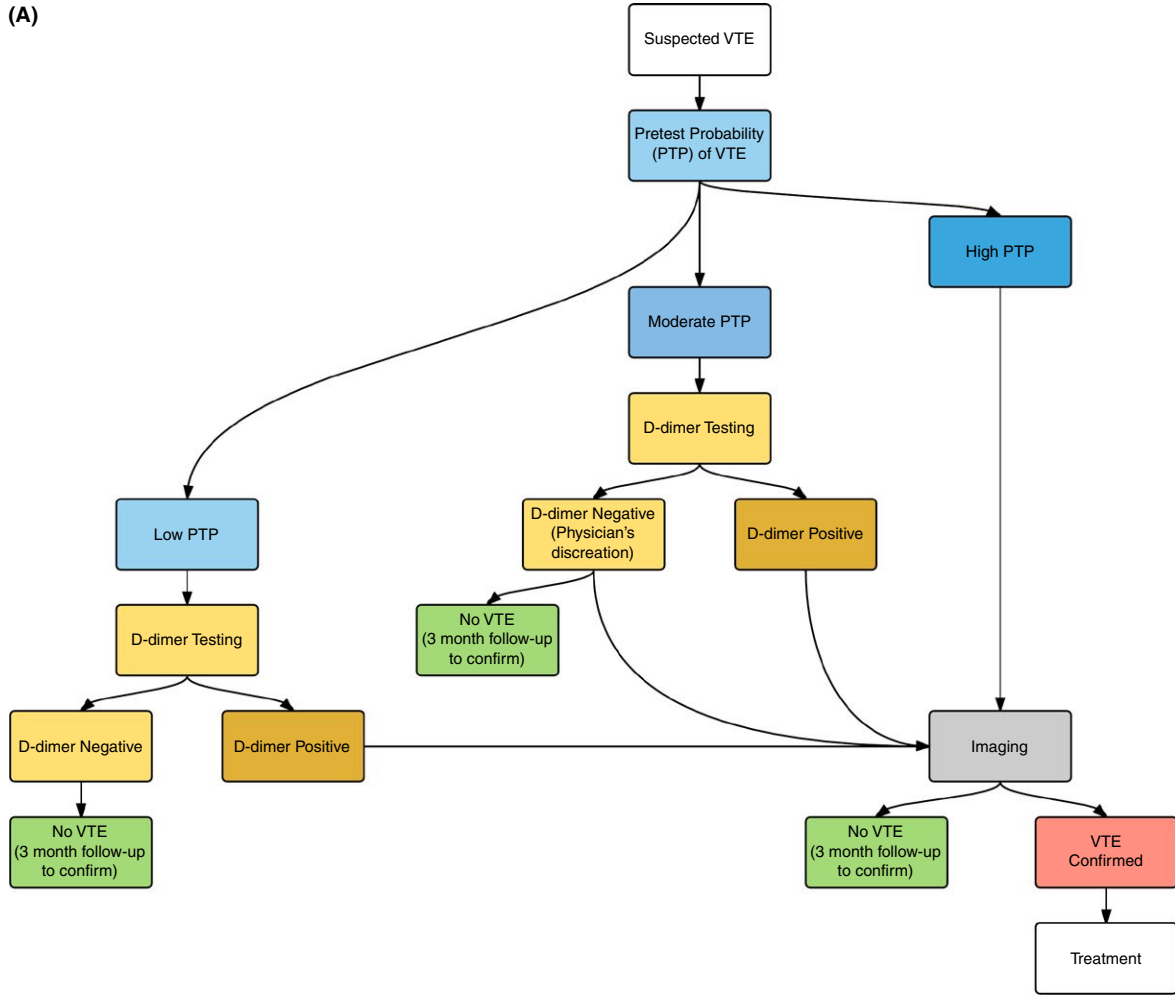 (A)
Suspected VTE
Pretest Probability
(PTP) of VTE
High PTP
Moderate PTP
D-dimer Testing
Low PTP
D-dimer Negative
(Physician's
discreation)
D-dimer Positive
No VTE
(3 month follow-up
to confirm)
D-dimer Testing
D-dimer Negative
D-dimer Positive
Imaging
No VTE
(3 month follow-up
to confirm)
No VTE
(3 month follow-up
to confirm)
VTE
Confirmed
Treatment